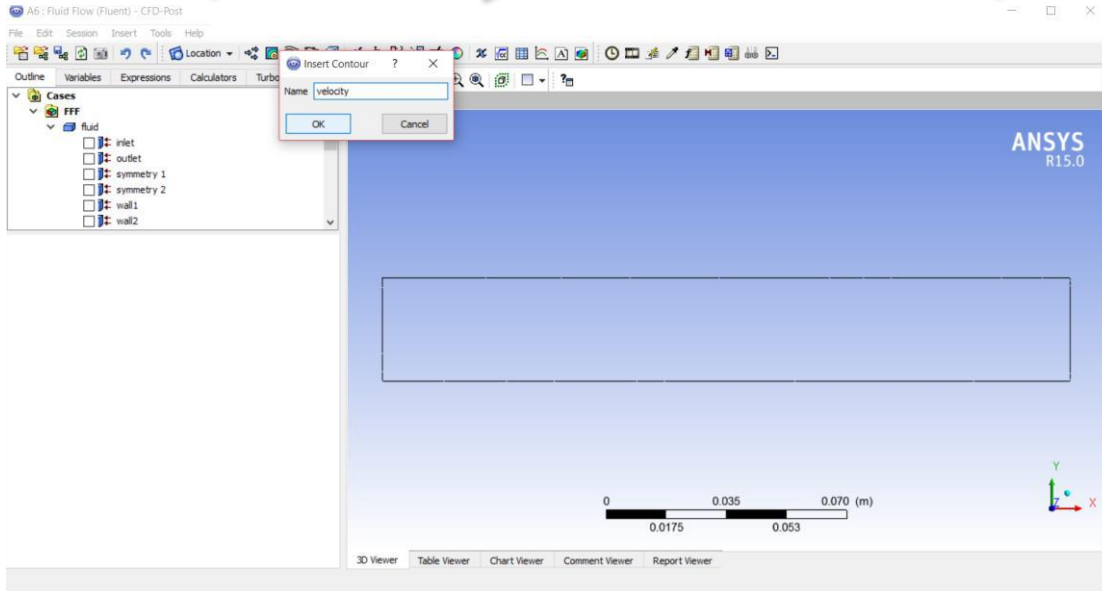 A6 : Fluid Flow (Fluent) - CFD-Post
File Edit Session Insert Tools Help
Location
Insert Contour ? X
Outline Variables Expressions Calculators Turbo
Name velocity
OK Cancel
Cases
FFF
fluid
inlet
outlet
symmetry 1
symmetry 2
wall1
wall2
ANSYS
R15.0
Y
Z X
0 0.035 0.070 (m)
0.0175 0.053
3D Viewer Table Viewer Chart Viewer Comment Viewer Report Viewer